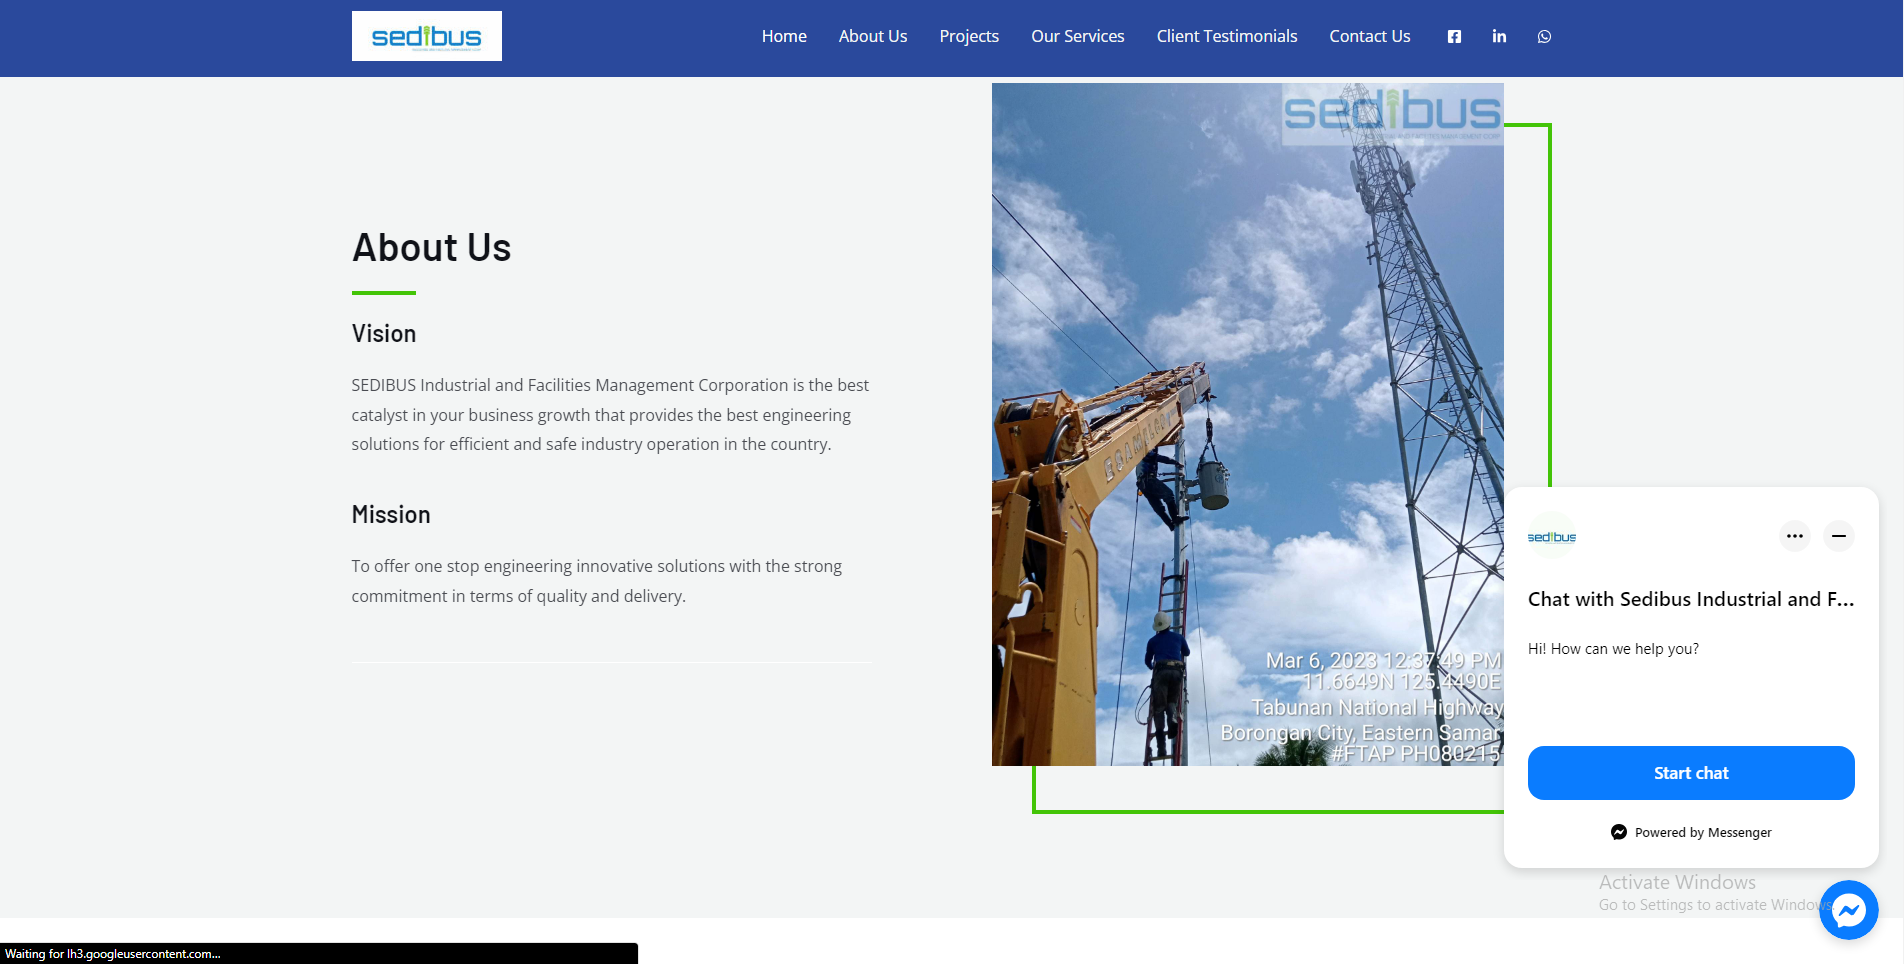 sedibus
Home
About Us
Projects
Our Services
Client Testimonials
Contact Us
About Us
Vision
SEDIBUS Industrial and Facilities Management Corporation is the best
catalyst in your business growth that provides the best engineering
solutions for efficient and safe industry operation in the country.
Mission
To offer one stop engineering innovative solutions with the strong
commitment in terms of quality and delivery.
sedibus
Mar 6, 2023 12:37:49 PM
11.6649N 125.4490E
Tabunan National Highway
Borongan City, Eastern Samar
#FTAP PH080215
sedibus
Chat with Sedibus Industrial and F...
Hi! How can we help you?
Start chat
Powered by Messenger
Activate Windows
Go to Settings to activate Windows
Waiting for lh3.googleusercontent.com...